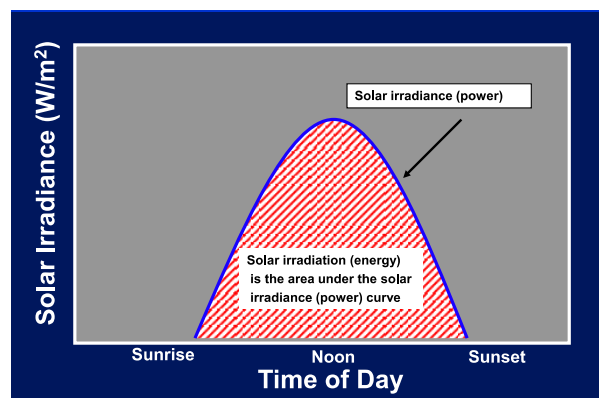 Solar Irradiance (W/m²)
Solar irradiance (power)
Solar irradiation (energy)
is the area under the solar
irradiance (power) curve
Sunrise Noon Sunset
Time of Day